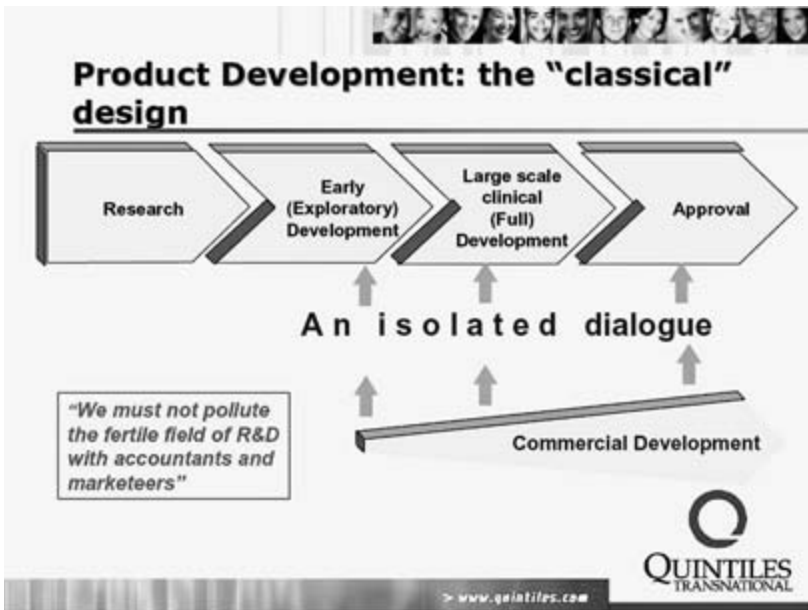 Product Development: the "classical"
design
Research
Early
(Exploratory)
Development
Large scale
clinical
(Full)
Development
Approval
An isolated dialogue
"We must not pollute
the fertile field of R&D
with accountants and
marketeers"
Commercial Development
QUINTILES
TRANSNATIONAL
> www.quintiles.com